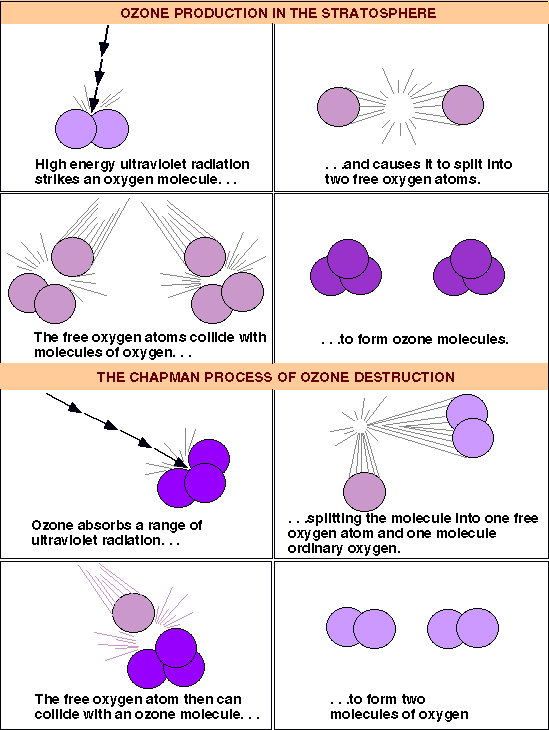 OZONE PRODUCTION IN THE STRATOSPHERE
High energy ultraviolet radiation
strikes an oxygen molecule. . .
. . .and causes it to split into
two free oxygen atoms.
The free oxygen atoms collide with
molecules of oxygen. . .
. . .to form ozone molecules.
THE CHAPMAN PROCESS OF OZONE DESTRUCTION
Ozone absorbs a range of
ultraviolet radiation. . .
. . .splitting the molecule into one free
oxygen atom and one molecule
ordinary oxygen.
The free oxygen atom then can
collide with an ozone molecule. . .
. . .to form two
molecules of oxygen